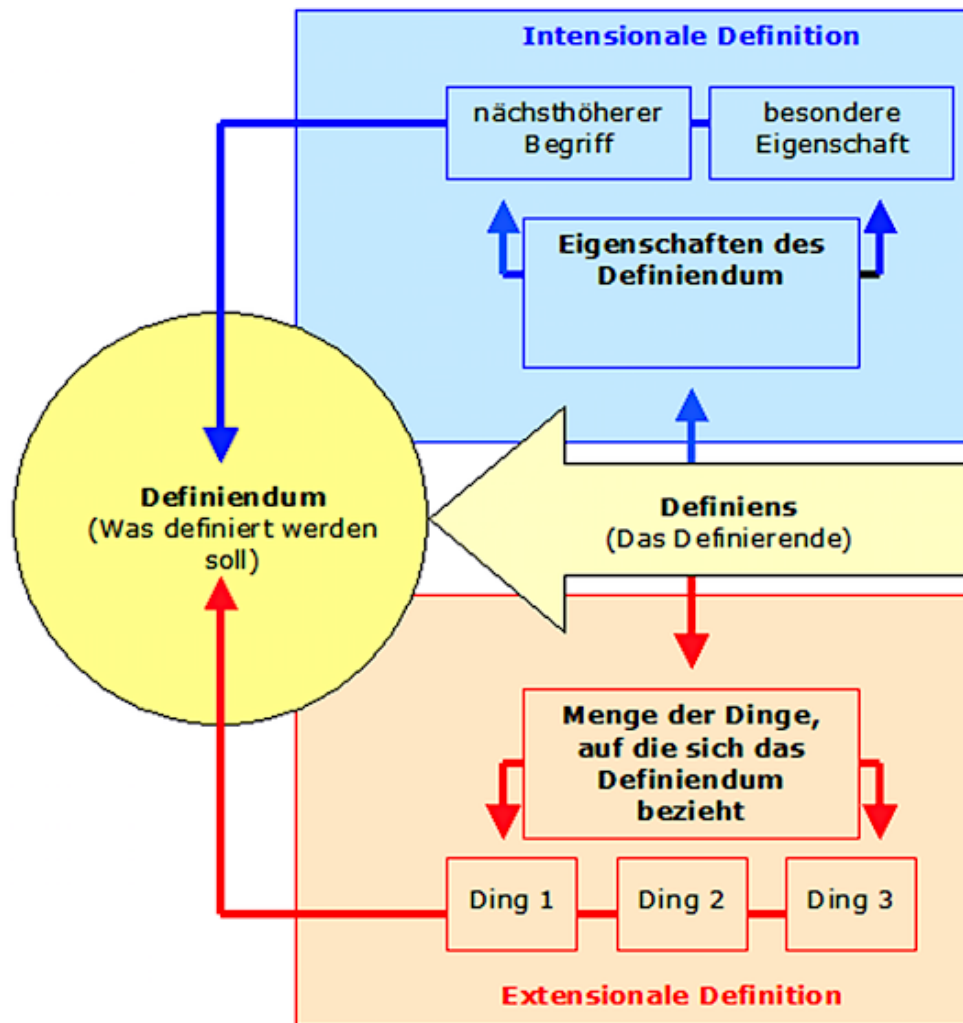 Intensionale Definition
nächsthöherer
Begriff
besondere
Eigenschaft
Eigenschaften des
Definiendum
Definiendum
(Was definiert werden
soll)
Definiens
(Das Definierende)
Menge der Dinge,
auf die sich das
Definiendum
bezieht
Ding 1
Ding 2
Ding 3
Extensionale Definition